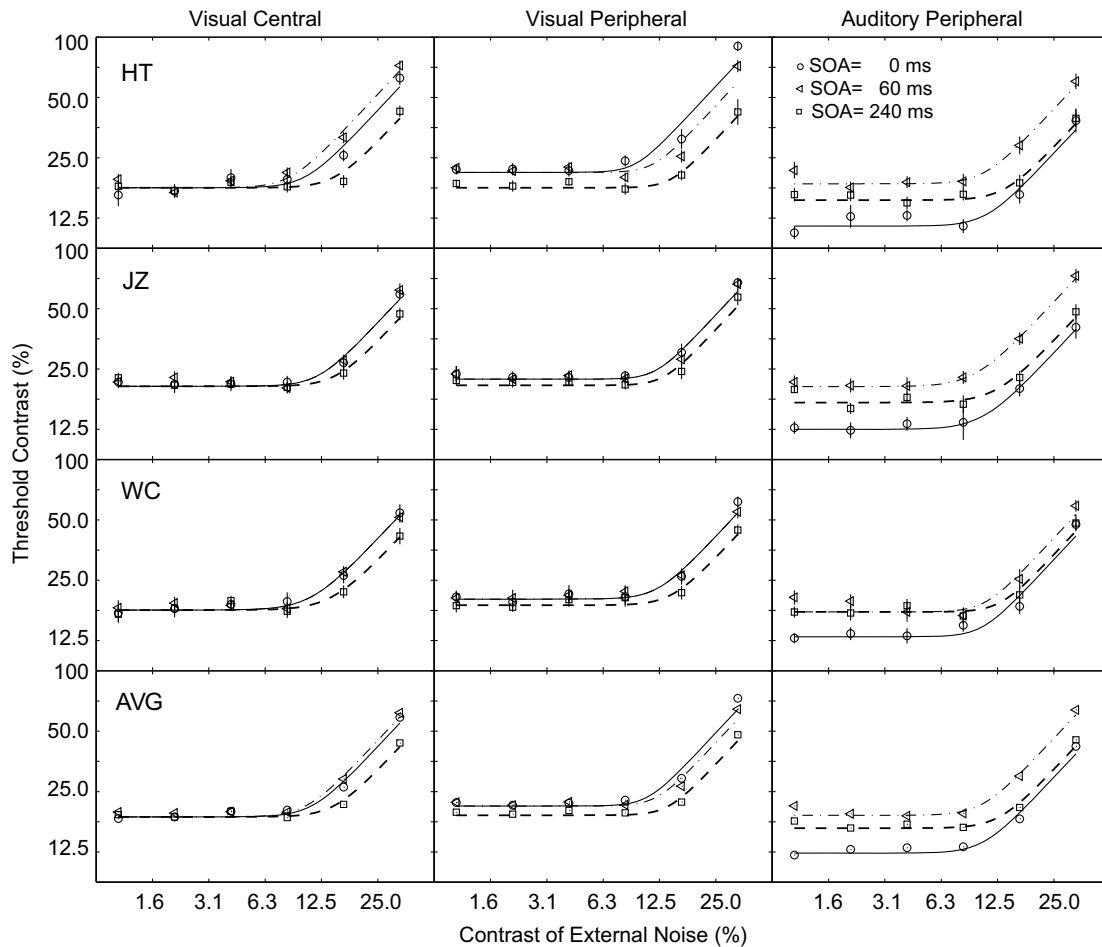 Visual Central Visual Peripheral Auditory Peripheral
100
HT
50.0
25.0
12.5
SOA= 0 ms
SOA= 60 ms
SOA= 240 ms
100
JZ
50.0
25.0
12.5
100
WC
50.0
25.0
12.5
100
AVG
50.0
25.0
12.5
Threshold Contrast (%)
1.6 3.1 6.3 12.5 25.0 1.6 3.1 6.3 12.5 25.0 1.6 3.1 6.3 12.5 25.0
Contrast of External Noise (%)